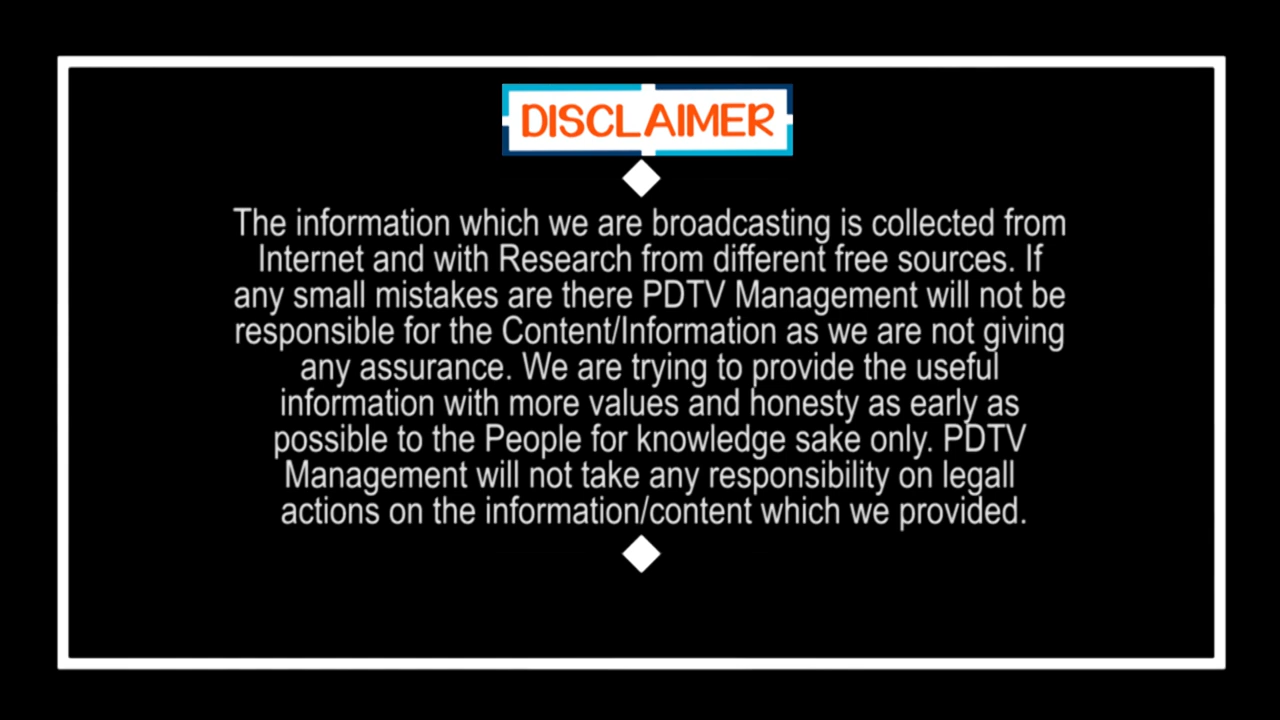 DISCLAIMER
The information which we are broadcasting is collected from
Internet and with Research from different free sources. If
any small mistakes are there PDTV Management will not be
responsible for the Content/Information as we are not giving
any assurance. We are trying to provide the useful
information with more values and honesty as early as
possible to the People for knowledge sake only. PDTV
Management will not take any responsibility on legall
actions on the information/content which we provided.